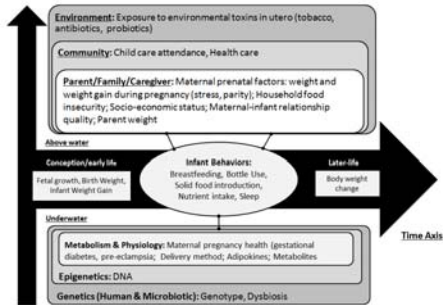 Environment: Exposure to environmental toxins in utero (tobacco,
antibiotics, probiotics)
Community: Child care attendance, Health care
Parent/Family/Caregiver: Maternal prenatal factors: weight and
weight gain during pregnancy (stress, parity); Household food
insecurity; Socio-economic status; Maternal-infant relationship
quality; Parent weight
Above water
Conception/early life
Fetal growth, Birth Weight,
Infant Weight Gain
Infant Behaviors:
Breastfeeding, Bottle Use,
Solid food introduction,
Nutrient intake, Sleep
Later-life
Body weight
change
Time Axis
Underwater
Metabolism & Physiology: Maternal pregnancy health (gestational
diabetes, pre-eclampsia; Delivery method; Adipokines; Metabolites
Epigenetics: DNA
Genetics (Human & Microbiotic): Genotype, Dysbiosis